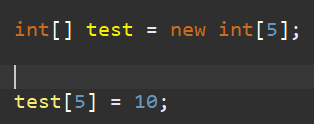 int[] test = new int[5];
test[5] = 10;